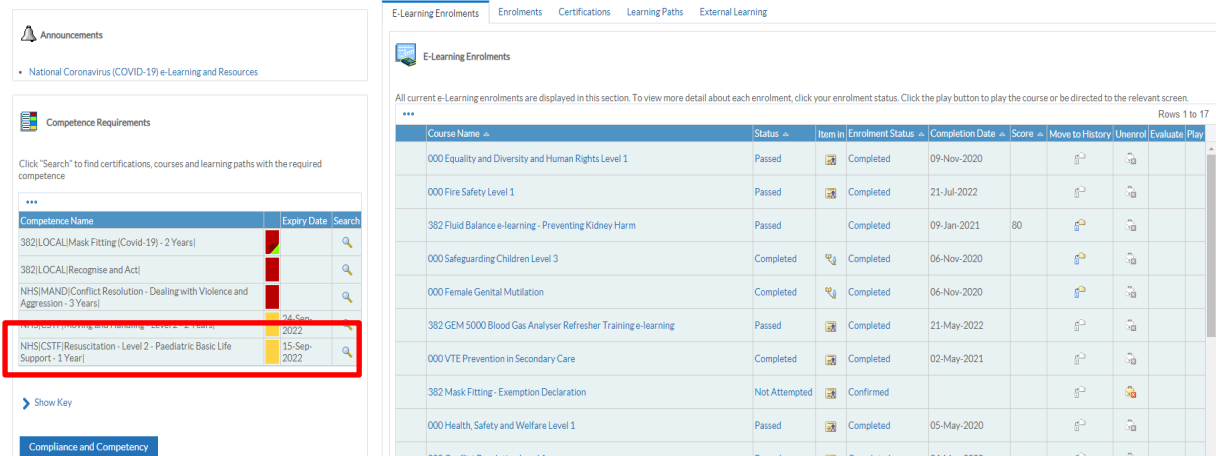 Announcements
National Coronavirus (COVID-19) e-Learning and Resources
Competence Requirements
Click "Search" to find certifications, courses and learning paths with the required
competence
Competence Name Expiry Date Search
382|LOCAL|Mask Fitting (Covid-19) - 2 Years|
382|LOCAL|Recognise and Act|
NHS|MAND|Conflict Resolution - Dealing with Violence and
Aggression - 3 Years|
NHS|CSTF|Moving and Handling - Level 2 - 2 Years| 24-Sep-
2022
NHS|CSTF|Resuscitation - Level 2 - Paediatric Basic Life
Support - 1 Year| 15-Sep-
2022
Show Key
Compliance and Competency
E-Learning Enrolments Enrolments Certifications Learning Paths External Learning
E-Learning Enrolments
All current e-Learning enrolments are displayed in this section. To view more detail about each enrolment, click your enrolment status. Click the play button to play the course or be directed to the relevant screen.
Rows 1 to 17
Course Name Status Item in Enrolment Status Completion Date Score Move to History Unenrol Evaluate Play
000 Equality and Diversity and Human Rights Level 1 Passed Completed 09-Nov-2020
000 Fire Safety Level 1 Passed Completed 21-Jul-2022
382 Fluid Balance e-learning - Preventing Kidney Harm Passed Completed 09-Jan-2021 80
000 Safeguarding Children Level 3 Completed Completed 06-Nov-2020
000 Female Genital Mutilation Completed Completed 06-Nov-2020
382 GEM 5000 Blood Gas Analyser Refresher Training e-learning Passed Completed 21-May-2022
000 VTE Prevention in Secondary Care Completed Completed 02-May-2021
382 Mask Fitting - Exemption Declaration Not Attempted Confirmed
000 Health, Safety and Welfare Level 1 Passed Completed 05-May-2020